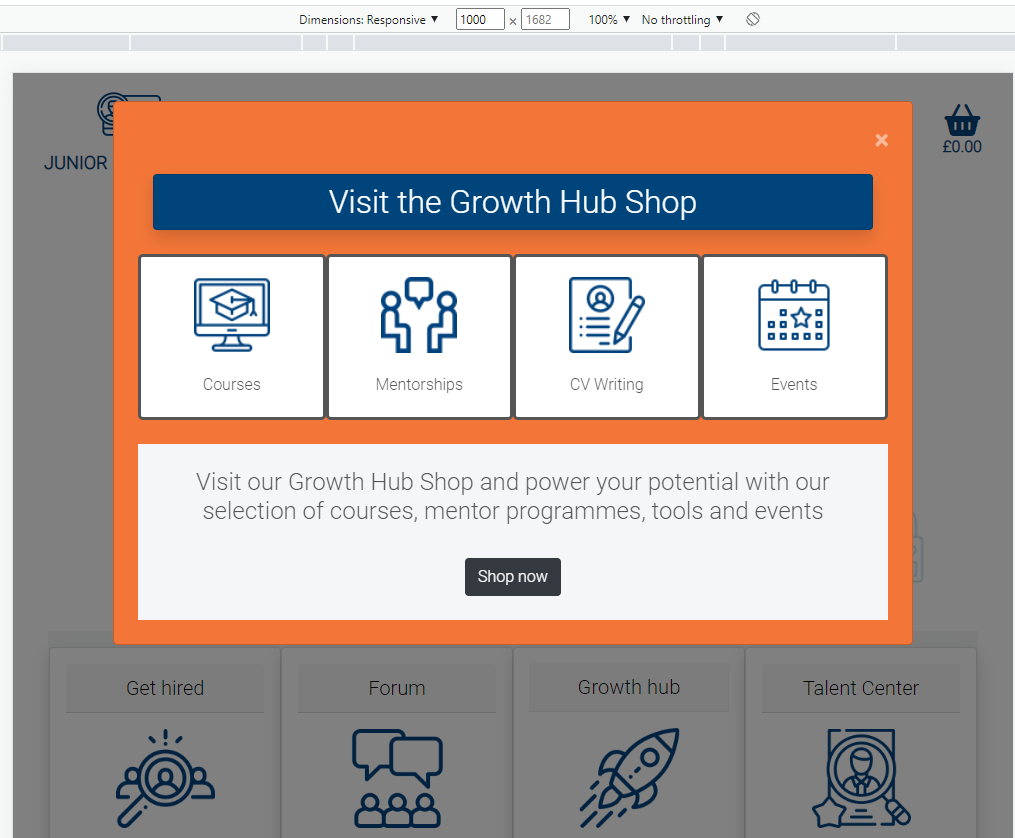 Dimensions: Responsive ▼ 1000 × 1682 100% ▼ No throttling ▼
£0.00
JUNIOR
×
Visit the Growth Hub Shop
Courses
Mentorships
CV Writing
Events
Visit our Growth Hub Shop and power your potential with our
selection of courses, mentor programmes, tools and events
Shop now
Get hired
Forum
Growth hub
Talent Center